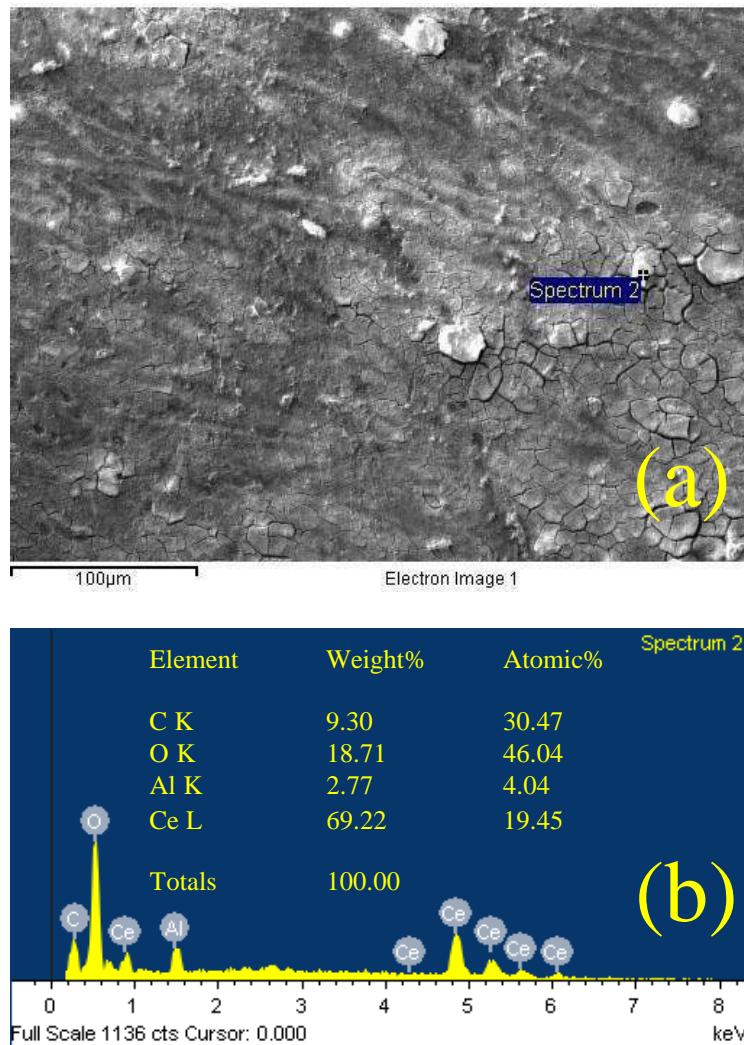 Spectrum 2
(a)
100µm Electron Image 1
Spectrum 2
Element Weight% Atomic%
C K 9.30 30.47
O K 18.71 46.04
Al K 2.77 4.04
Ce L 69.22 19.45
Totals 100.00
(b)
O
C Ce Al Ce Ce Ce Ce
0 1 2 3 4 5 6 7 8
Full Scale 1136 cts Cursor: 0.000 keV